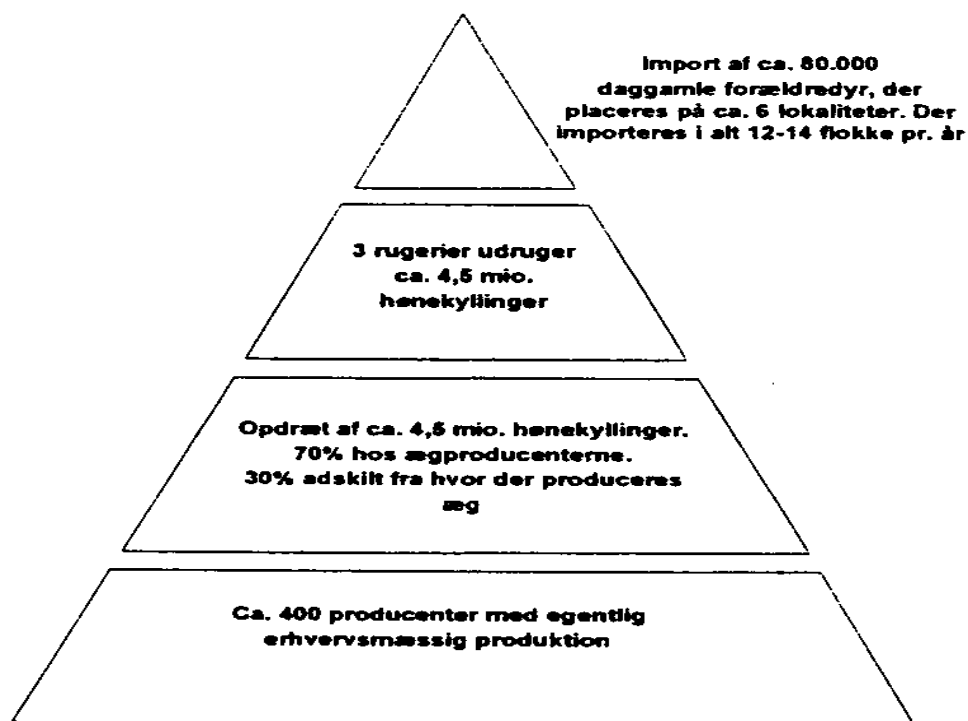 Import af ca. 80.000
daggamle forældredyr, der
placeres på ca. 6 lokaliteter. Der
importeres i alt 12-14 flokke pr. år
3 rugerier udruger
ca. 4,5 mio.
hønekyllinger
Opdræt af ca. 4,5 mio. hønekyllinger.
70% hos ægproducenterne.
30% adskilt fra hvor der produceres
æg
Ca. 400 producenter med egentlig
erhvervsmæssig produktion